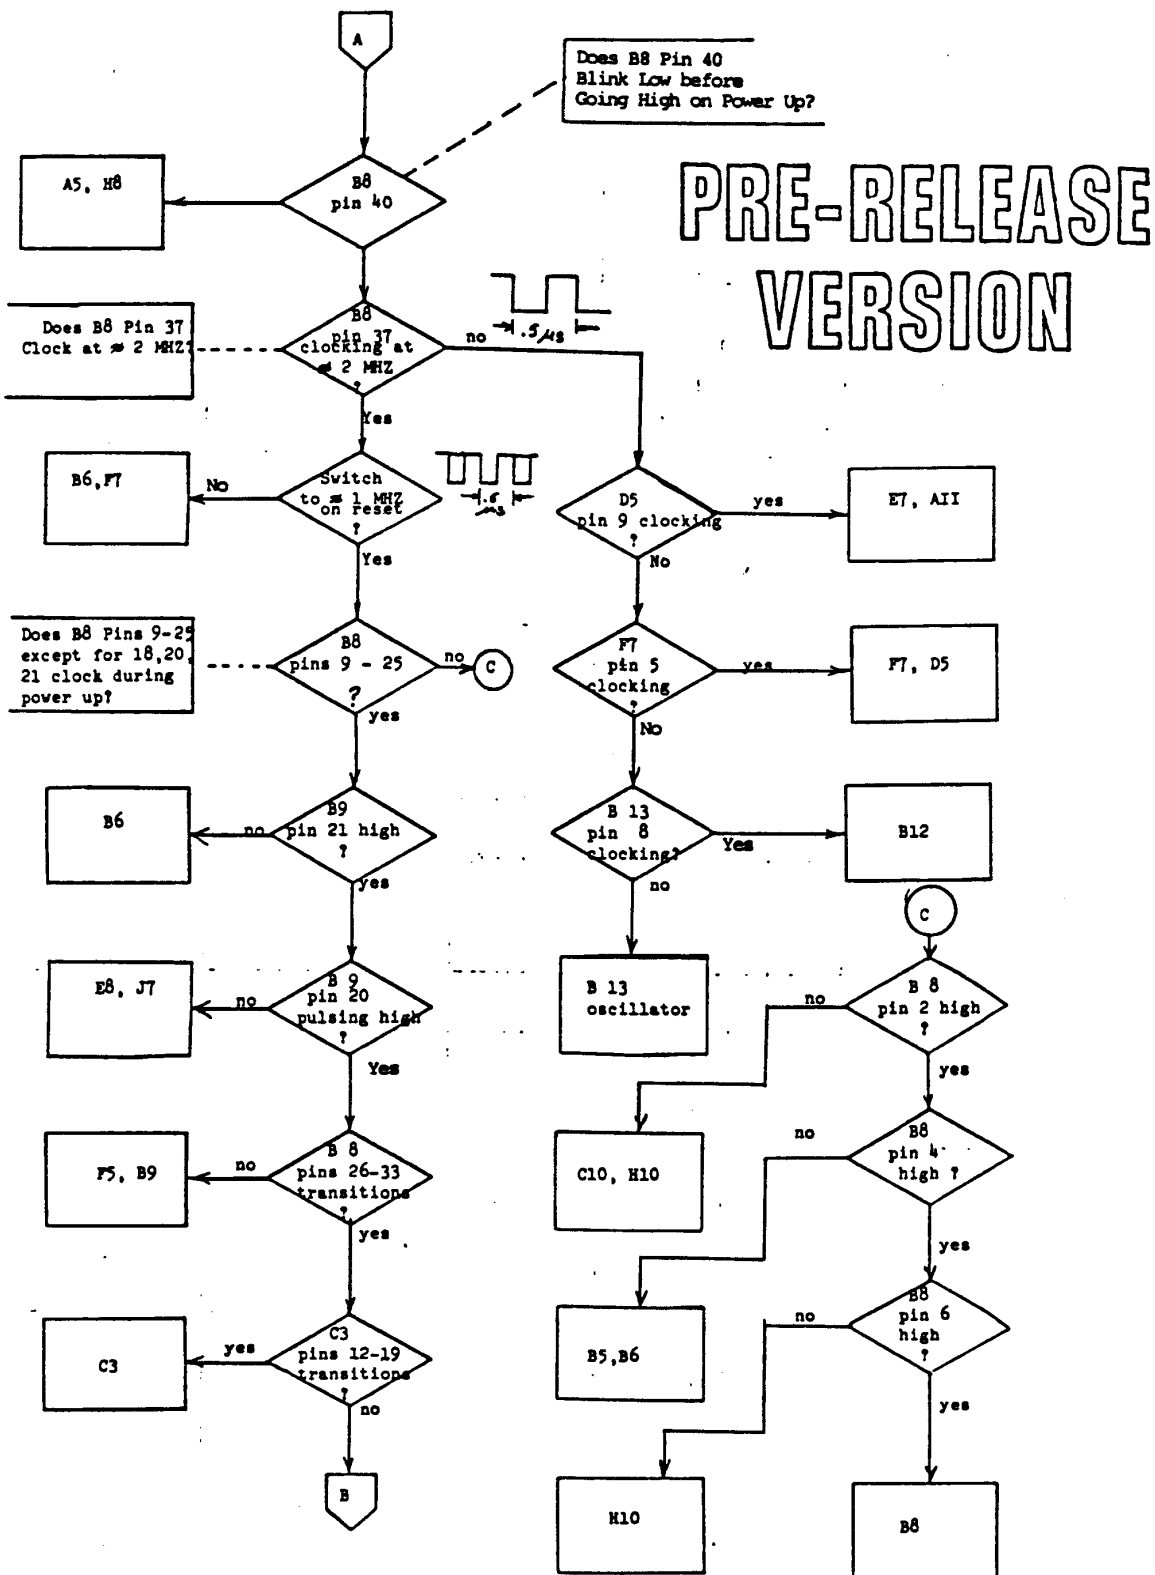 A
Does B8 Pin 40
Blink Low before
Going High on Power Up?
PRE-RELEASE
VERSION
A5, H8
B8
pin 40
Does B8 Pin 37
Clock at ≈ 2 MHZ?
B8
pin 37
clocking at
≈ 2 MHZ
?
no
.5 μs
Yes
B6,F7
No
Switch
to ≈ 1 MHZ
on reset
?
μs
Yes
D5
pin 9 clocking
?
yes
E7, AII
No
Does B8 Pins 9-25
except for 18,20,
21 clock during
power up?
B8
pins 9 - 25
?
no
C
yes
F7
pin 5
clocking
?
yes
F7, D5
No
B6
no
B9
pin 21 high
?
yes
B 13
pin 8
clocking?
Yes
B12
no
C
E8, J7
no
B 9
pin 20
pulsing high
?
Yes
B 13
oscillator
no
B 8
pin 2 high
?
yes
F5, B9
no
B 8
pins 26-33
transitions
?
yes
C10, H10
no
B8
pin 4
high ?
yes
C3
yes
C3
pins 12-19
transitions
?
no
B5,B6
no
B8
pin 6
high
?
yes
B
H10
B8